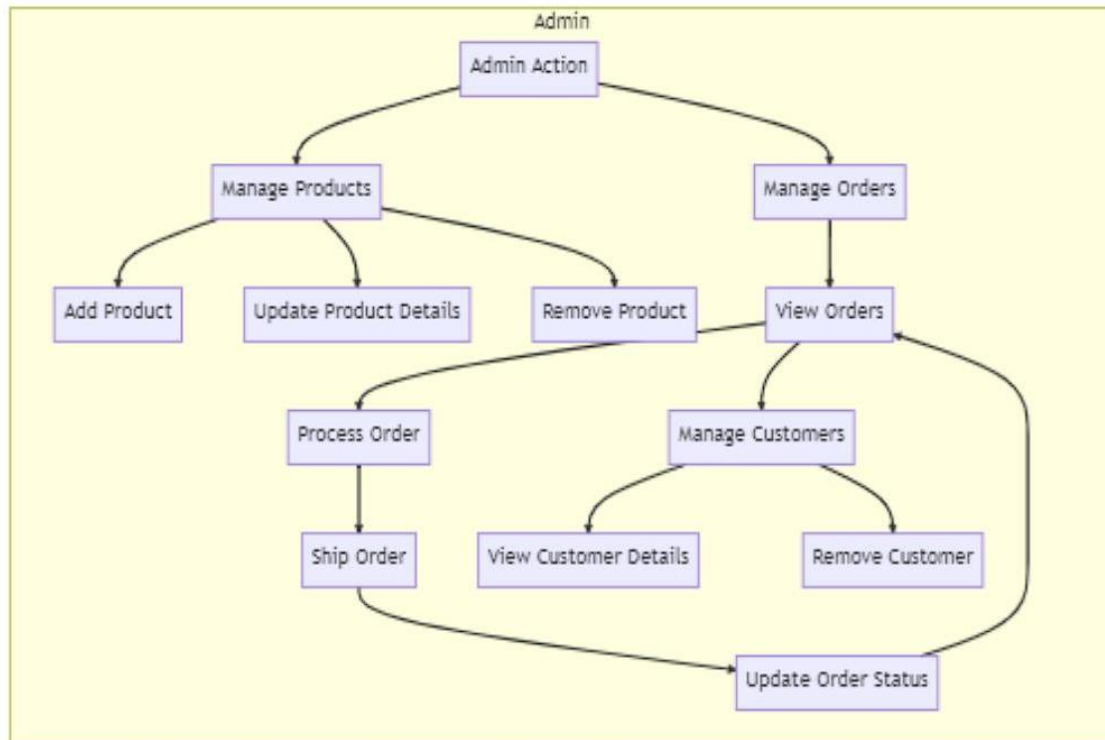 Admin
Admin Action
Manage Products
Manage Orders
Add Product
Update Product Details
Remove Product
View Orders
Process Order
Manage Customers
Ship Order
View Customer Details
Remove Customer
Update Order Status